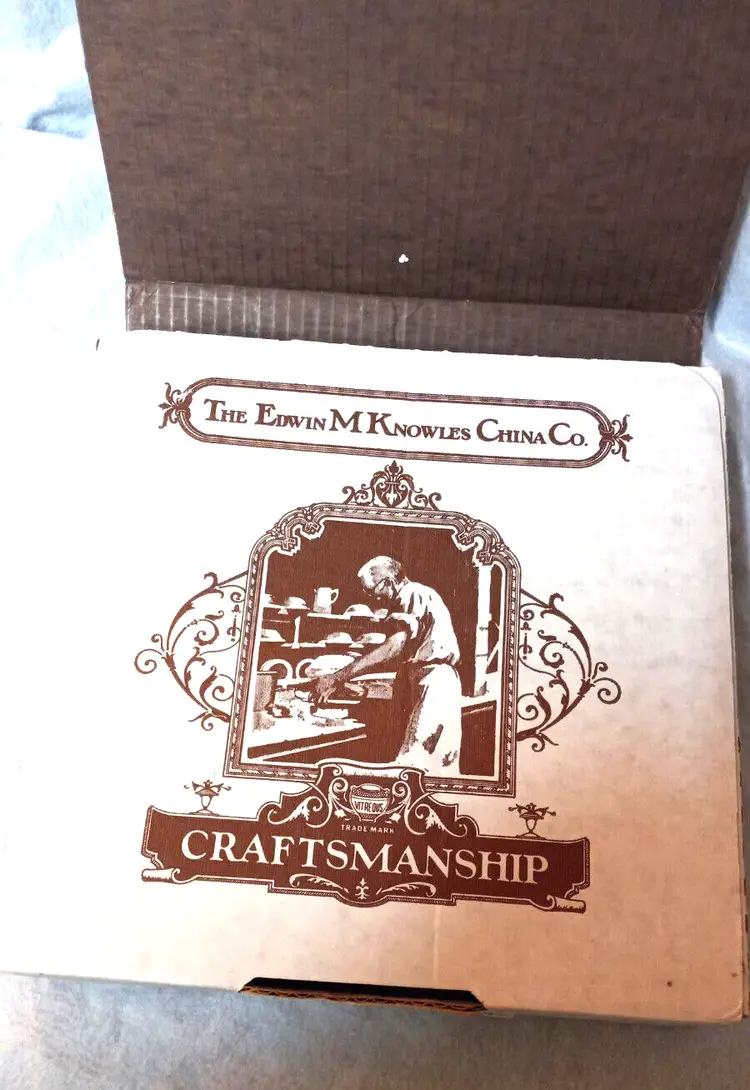 The Edwin M Knowles China Co.
VITREOUS
TRADE MARK
CRAFTSMANSHIP